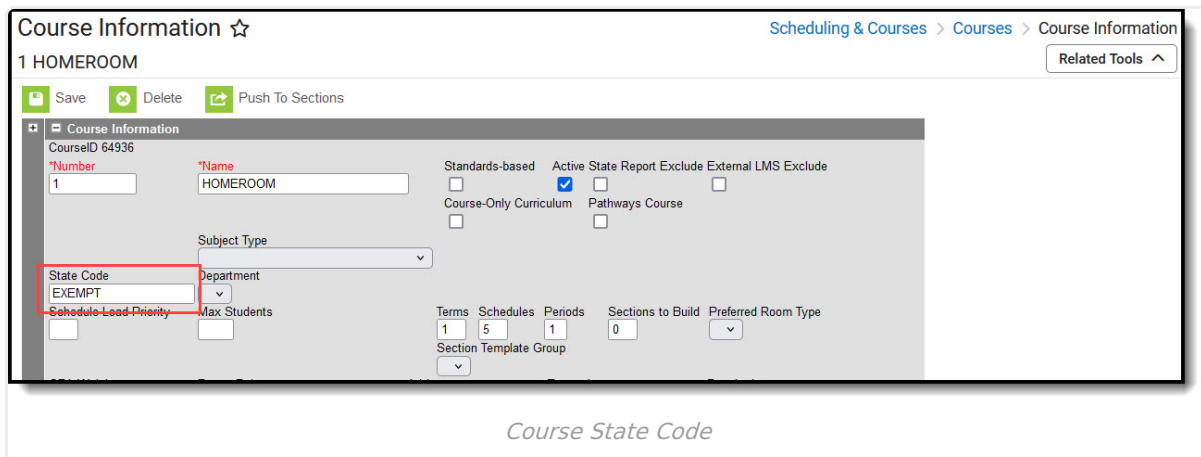 Course Information
Scheduling & Courses > Courses > Course Information
1 HOMEROOM
Related Tools
Save Delete Push To Sections
Course Information
CourseID 64936
*Number *Name Standards-based Active State Report Exclude External LMS Exclude
1 HOMEROOM
Course-Only Curriculum Pathways Course
Subject Type
State Code Department
EXEMPT
Schedule Load Priority Max Students Terms Schedules Periods Sections to Build Preferred Room Type
1 5 1 0
Section Template Group
Course State Code